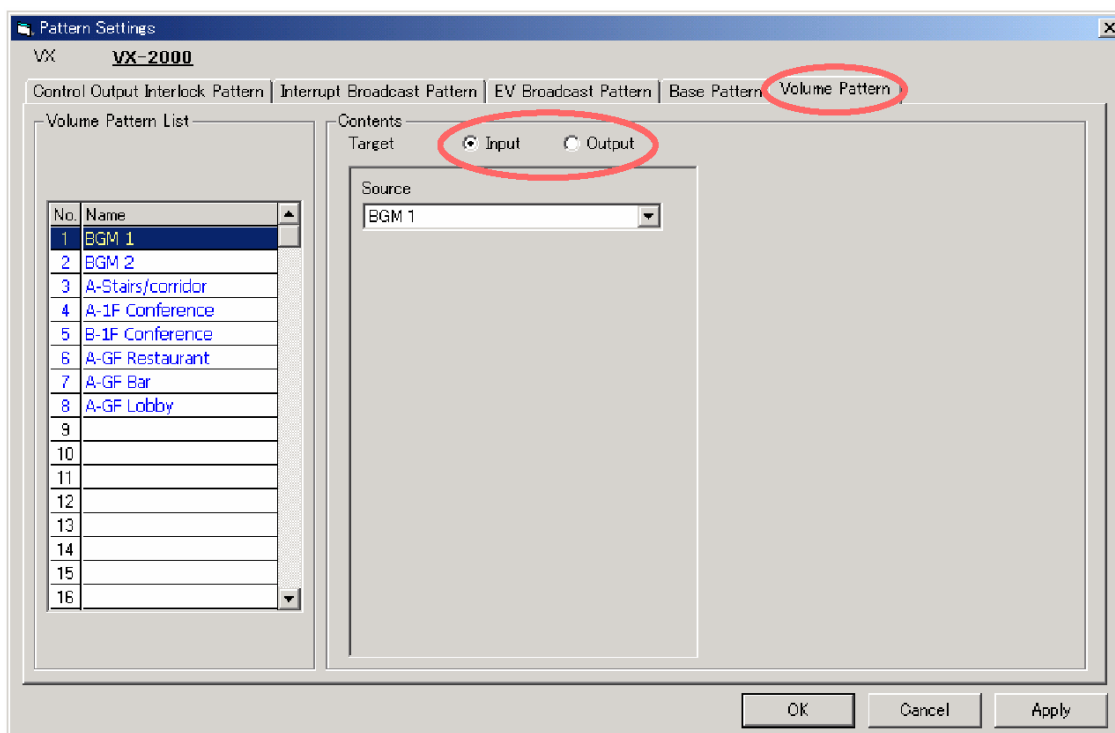 Pattern Settings
VX VX-2000
Control Output Interlock Pattern Interrupt Broadcast Pattern EV Broadcast Pattern Base Pattern Volume Pattern
Volume Pattern List
Contents
Target Input Output
Source
BGM 1
No. Name
1 BGM 1
2 BGM 2
3 A-Stairs/corridor
4 A-1F Conference
5 B-1F Conference
6 A-GF Restaurant
7 A-GF Bar
8 A-GF Lobby
9
10
11
12
13
14
15
16
OK Cancel Apply